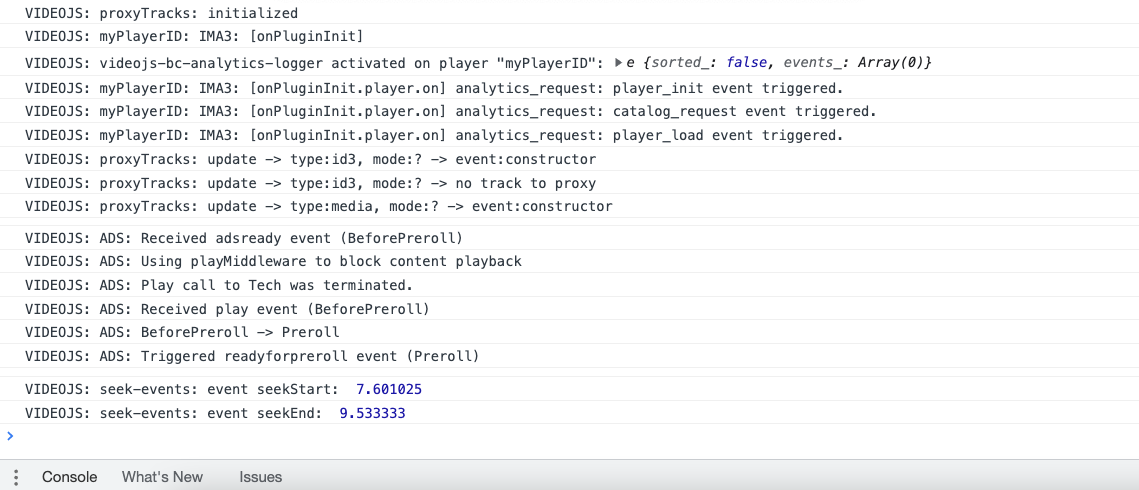 VIDEOJS: proxyTracks: initialized
VIDEOJS: myPlayerID: IMA3: [onPluginInit]
VIDEOJS: videojs-bc-analytics-logger activated on player "myPlayerID": ▶ e {sorted_: false, events_: Array(0)}
VIDEOJS: myPlayerID: IMA3: [onPluginInit.player.on] analytics_request: player_init event triggered.
VIDEOJS: myPlayerID: IMA3: [onPluginInit.player.on] analytics_request: catalog_request event triggered.
VIDEOJS: myPlayerID: IMA3: [onPluginInit.player.on] analytics_request: player_load event triggered.
VIDEOJS: proxyTracks: update -> type:id3, mode:? -> event:constructor
VIDEOJS: proxyTracks: update -> type:id3, mode:? -> no track to proxy
VIDEOJS: proxyTracks: update -> type:media, mode:? -> event:constructor
VIDEOJS: ADS: Received adsready event (BeforePreroll)
VIDEOJS: ADS: Using playMiddleware to block content playback
VIDEOJS: ADS: Play call to Tech was terminated.
VIDEOJS: ADS: Received play event (BeforePreroll)
VIDEOJS: ADS: BeforePreroll -> Preroll
VIDEOJS: ADS: Triggered readyforpreroll event (Preroll)
VIDEOJS: seek-events: event seekStart: 7.601025
VIDEOJS: seek-events: event seekEnd: 9.533333
>
Console What's New Issues